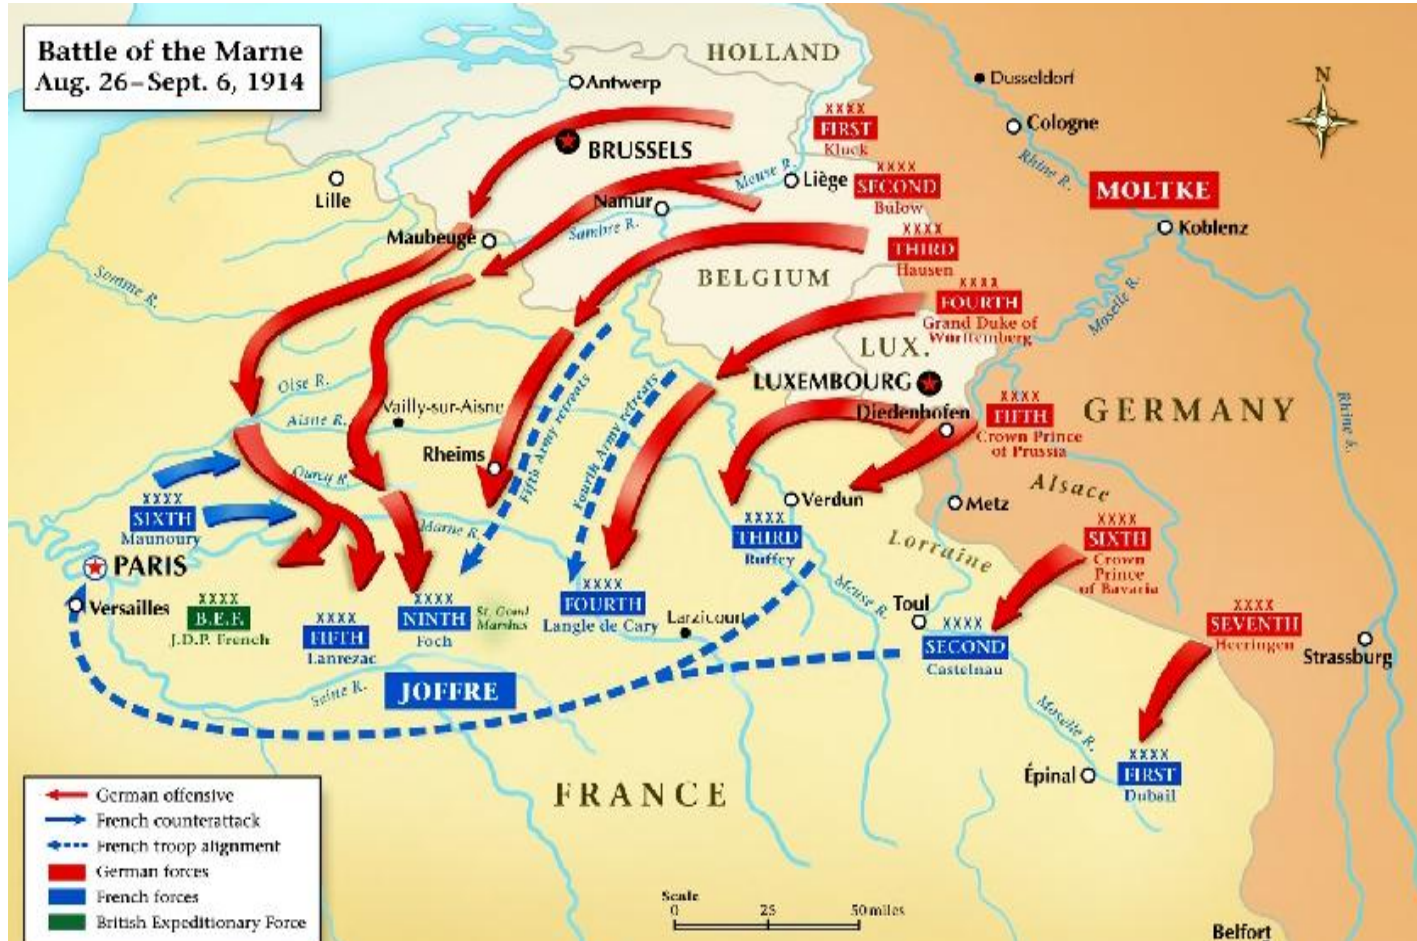 Battle of the Marne
Aug. 26–Sept. 6, 1914
HOLLAND
Antwerp
Dusseldorf
N
XXXX
FIRST
Kluck
Cologne
BRUSSELS
Meuse R.
Liège
XXXX
SECOND
Bülow
Rhine R.
MOLTKE
Lille
Namur
Sambre R.
Maubeuge
XXXX
THIRD
Hausen
Koblenz
Somme R.
BELGIUM
XXXX
FOURTH
Grand Duke of
Württemberg
Moselle R.
LUX.
LUXEMBOURG
Oise R.
Aisne R.
Vailly-sur-Aisne
Fifth Army retreats
Fourth Army retreats
Diedenhofen
XXXX
FIFTH
Crown Prince
of Prussia
GERMANY
Rhine R.
Rheims
Ourcq R.
Alsace
XXXX
SIXTH
Maunoury
Marne R.
Verdun
Metz
XXXX
THIRD
Ruffey
Lorraine
XXXX
SIXTH
Crown
Prince
of Bavaria
PARIS
Versailles
XXXX
B.E.F.
J.D.P. French
XXXX
FIFTH
Lanrezac
XXXX
NINTH
Foch
St. Gond
Marshes
XXXX
FOURTH
Langle de Cary
Larzicourt
Meuse R.
Toul
XXXX
SECOND
Castelnau
XXXX
SEVENTH
Heeringen
Strassburg
JOFFRE
Moselle R.
Épinal
XXXX
FIRST
Dubail
FRANCE
German offensive
French counterattack
French troop alignment
German forces
French forces
British Expeditionary Force
Scale
0 25 50 miles
Belfort